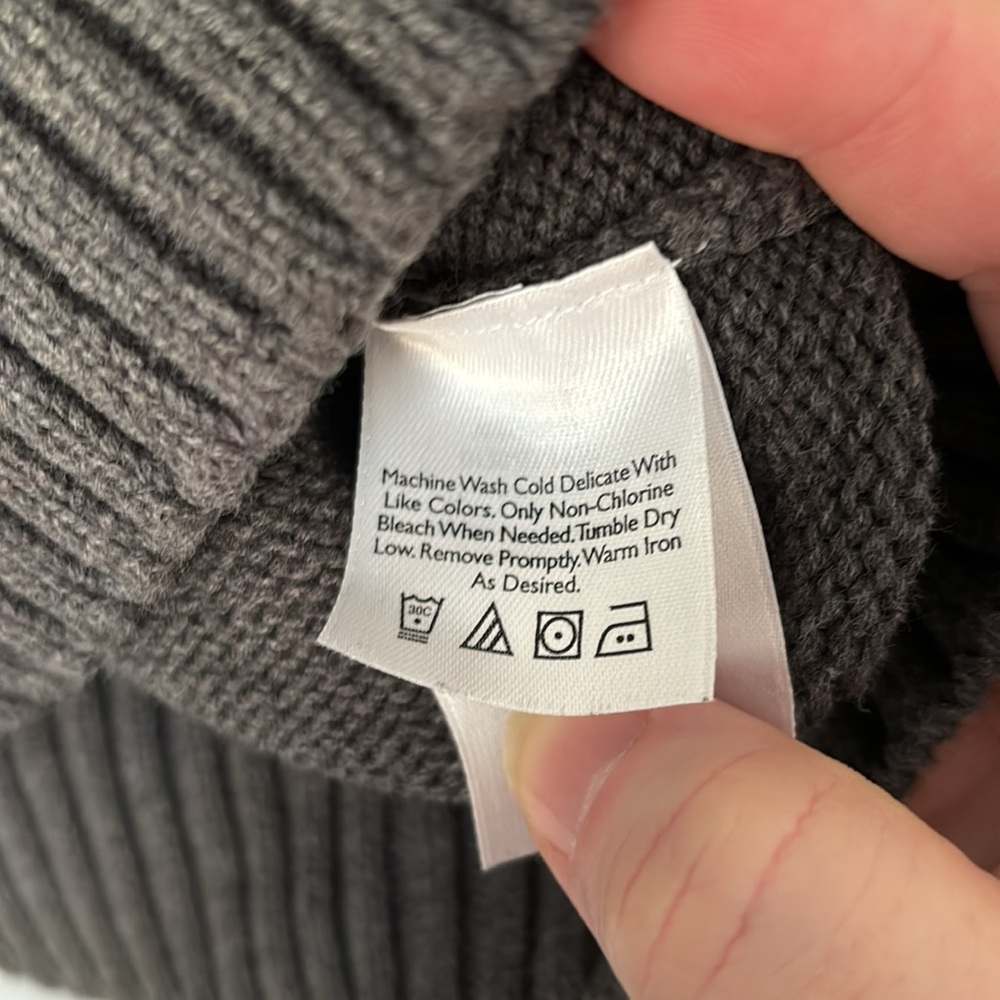 Machine Wash Cold Delicate With
Like Colors. Only Non-Chlorine
Bleach When Needed. Tumble Dry
Low. Remove Promptly. Warm Iron
As Desired.
30C